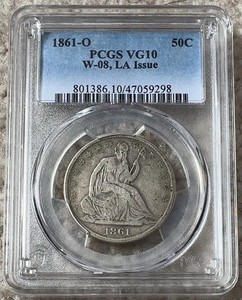 1861-O 50C
PCGS VG10
W-08, LA Issue
801386.10/47059298
1861